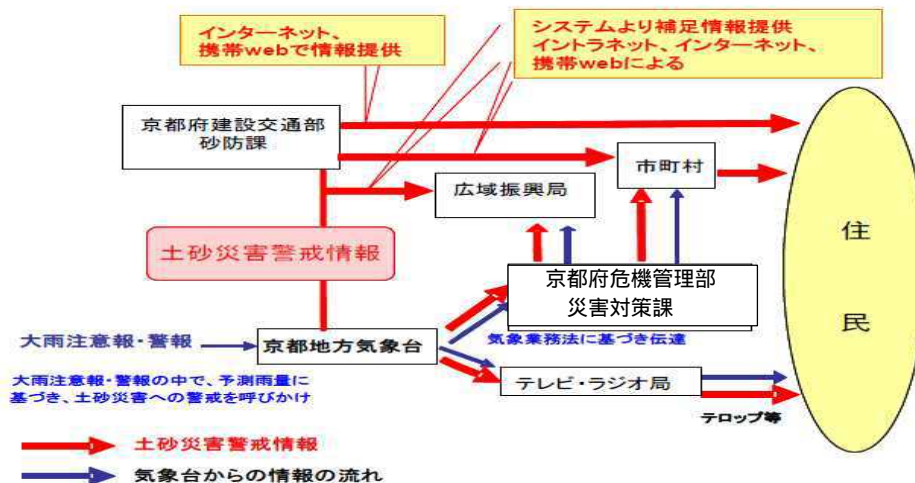 インターネット、
携帯webで情報提供
システムより補足情報提供
イントラネット、インターネット、
携帯webによる
京都府建設交通部
砂防課
市町村
広域振興局
住
民
土砂災害警戒情報
京都府危機管理部
災害対策課
気象業務法に基づき伝達
大雨注意報・警報
京都地方気象台
大雨注意報・警報の中で、予測雨量に
基づき、土砂災害への警戒を呼びかけ
テレビ・ラジオ局
テロップ等
土砂災害警戒情報
気象台からの情報の流れ